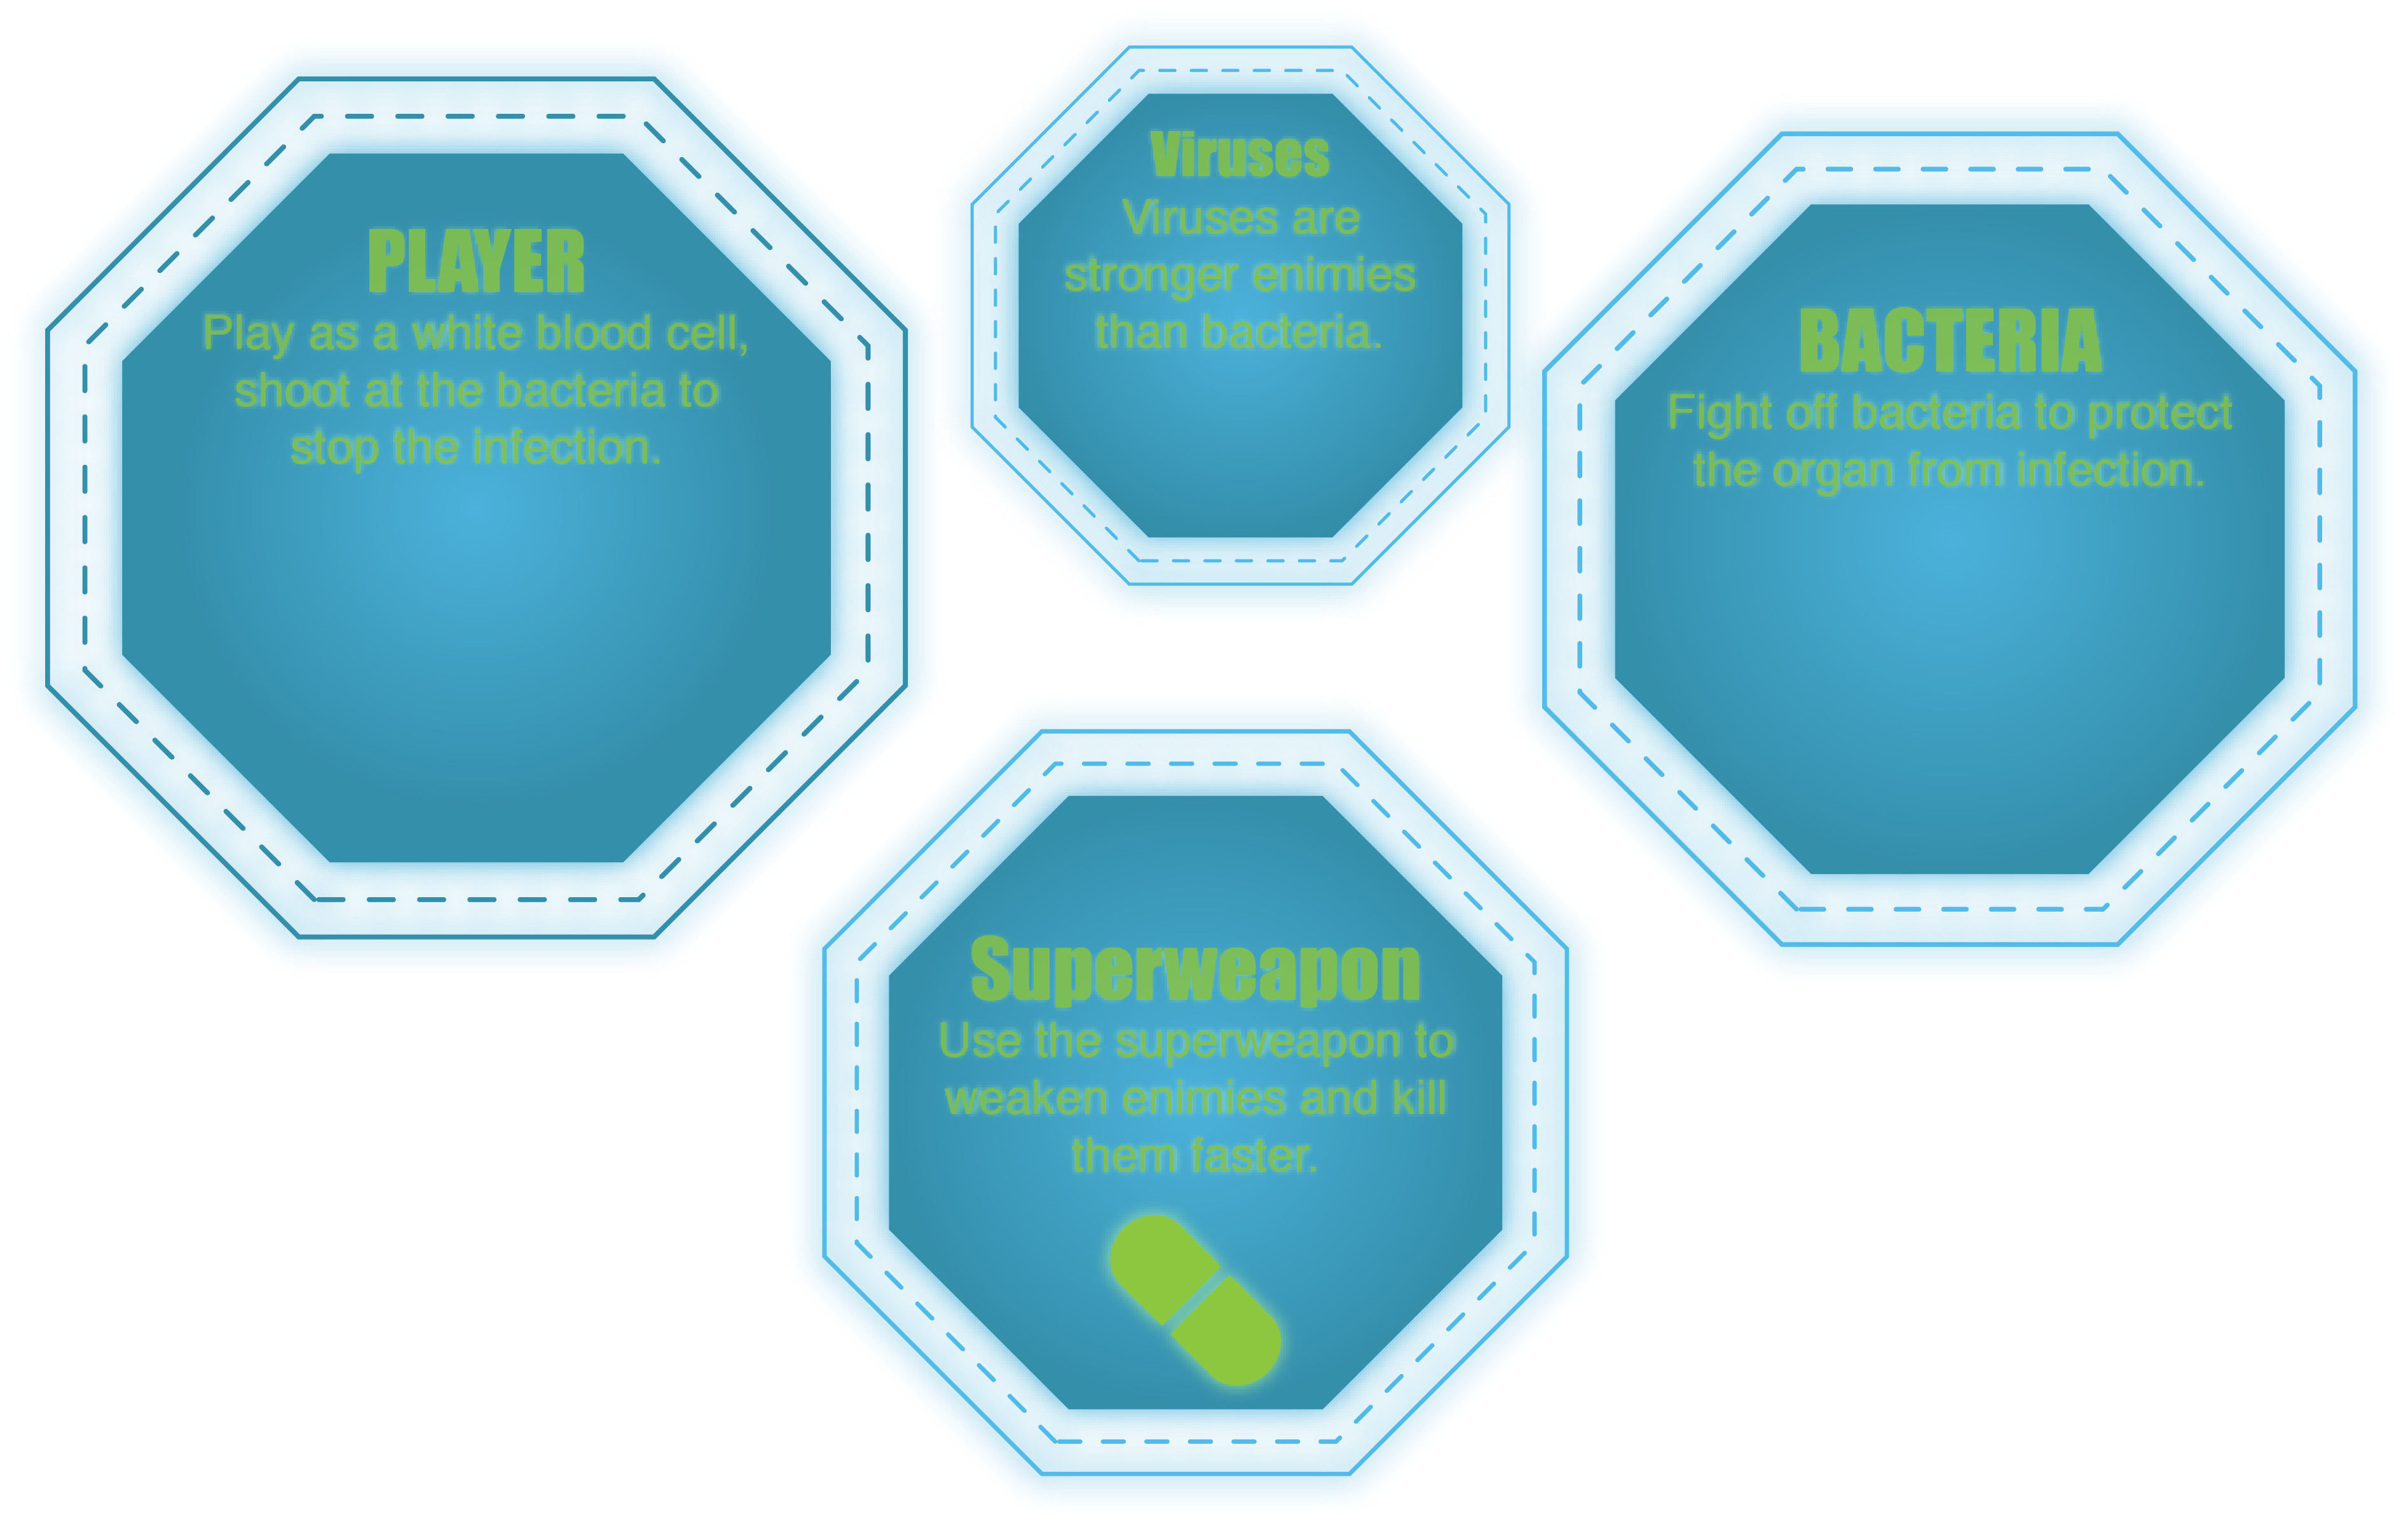 PLAYER
Play as a white blood cell,
shoot at the bacteria to
stop the infection.
Viruses
Viruses are
stronger enimies
than bacteria.
BACTERIA
Fight off bacteria to protect
the organ from infection.
Superweapon
Use the superweapon to
weaken enimies and kill
them faster.